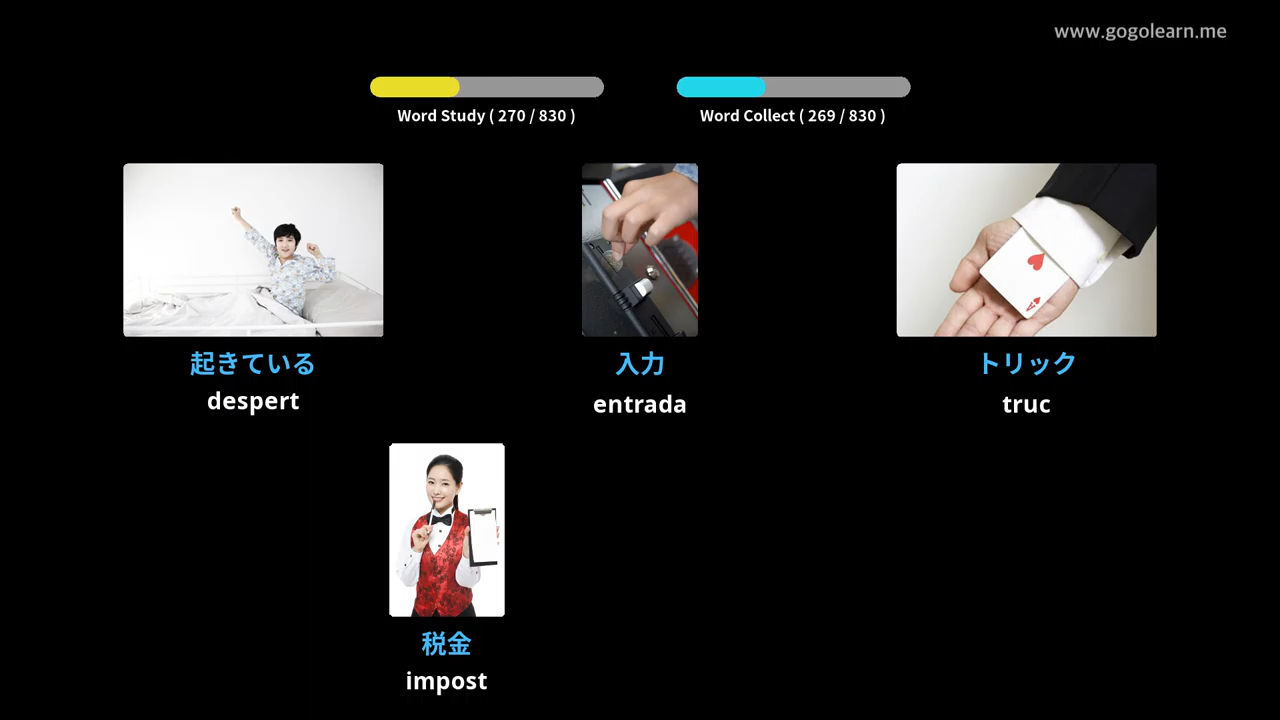 www.gogolearn.me
Word Study ( 270 / 830 )
Word Collect ( 269 / 830 )
起きている
despert
入力
entrada
トリック
truc
税金
impost